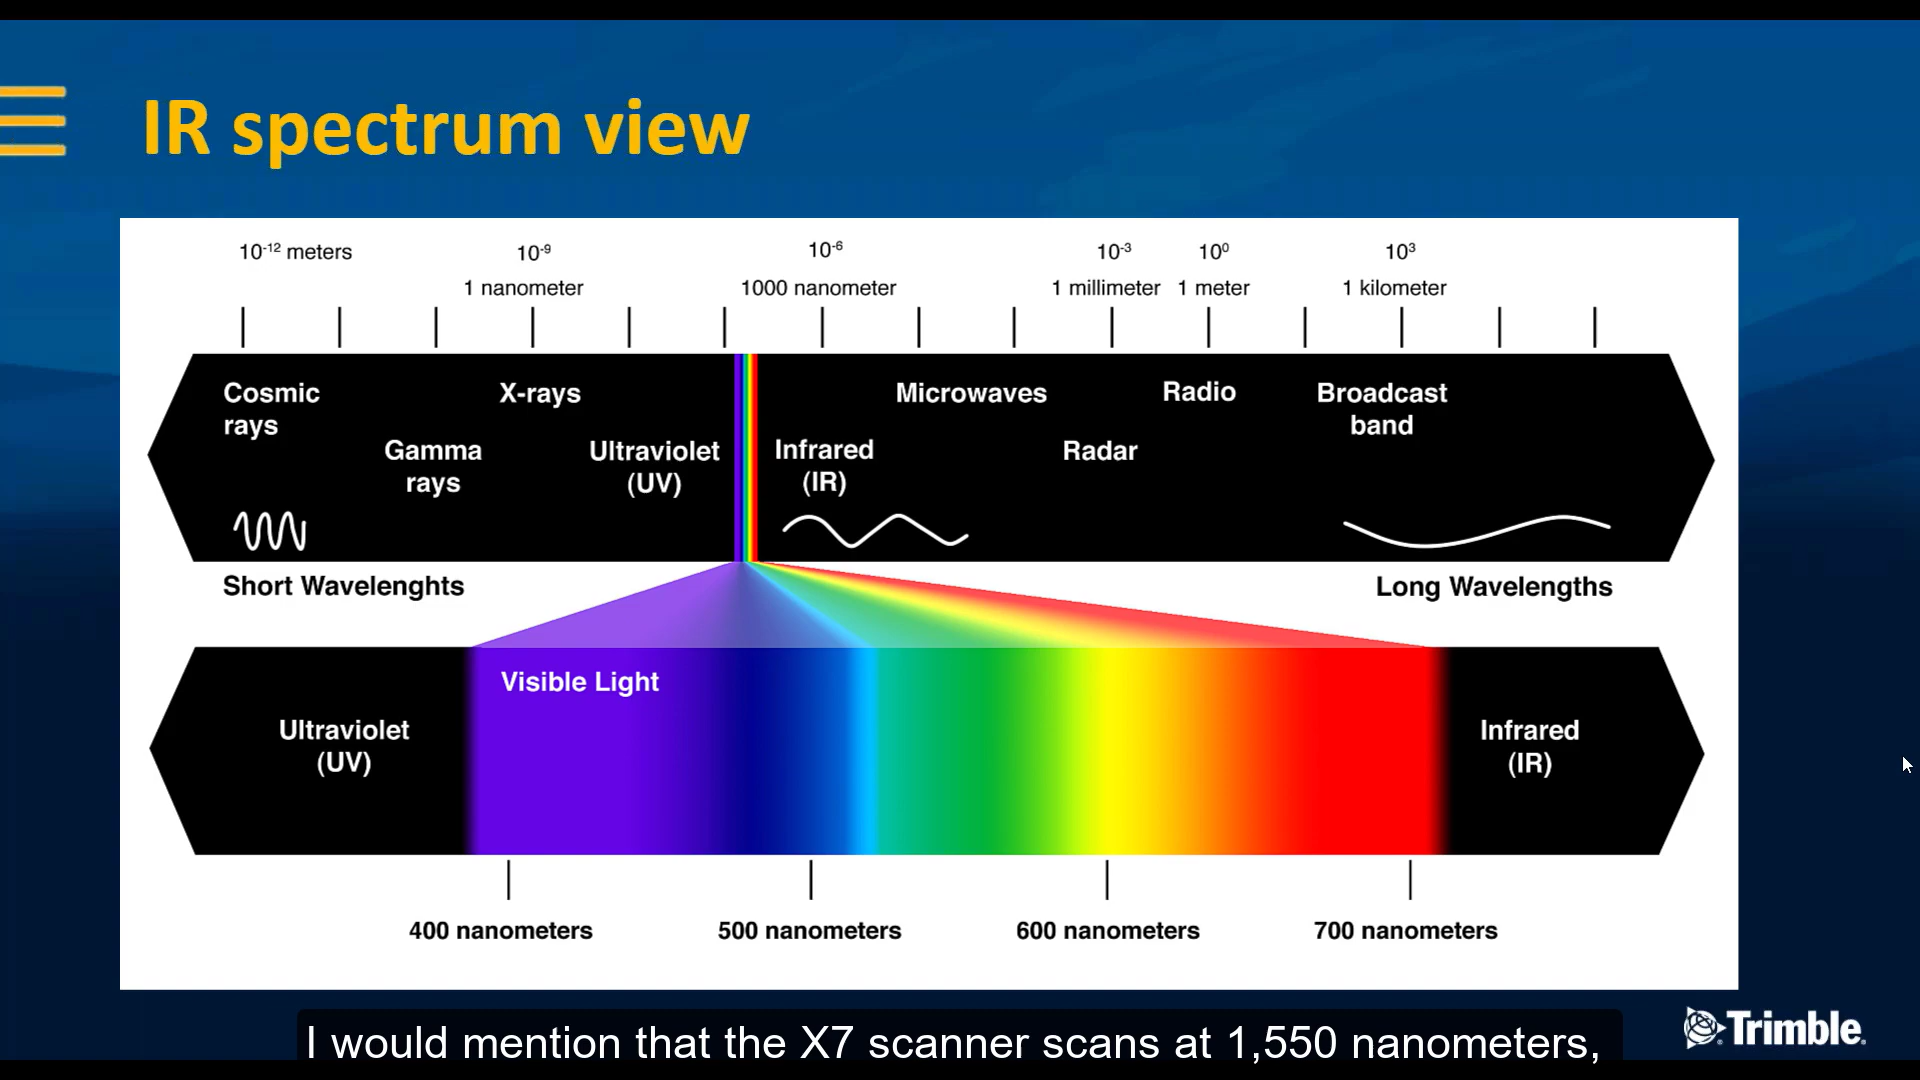 IR spectrum view
10⁻¹² meters 10⁻⁹ 10⁻⁶ 10⁻³ 10⁰ 10³
1 nanometer 1000 nanometer 1 millimeter 1 meter 1 kilometer
Cosmic
rays
Gamma
rays
X-rays
Ultraviolet
(UV)
Infrared
(IR)
Microwaves
Radar
Radio
Broadcast
band
Short Wavelenghts
Long Wavelengths
Visible Light
Ultraviolet
(UV)
Infrared
(IR)
400 nanometers 500 nanometers 600 nanometers 700 nanometers
I would mention that the X7 scanner scans at 1,550 nanometers,
Trimble